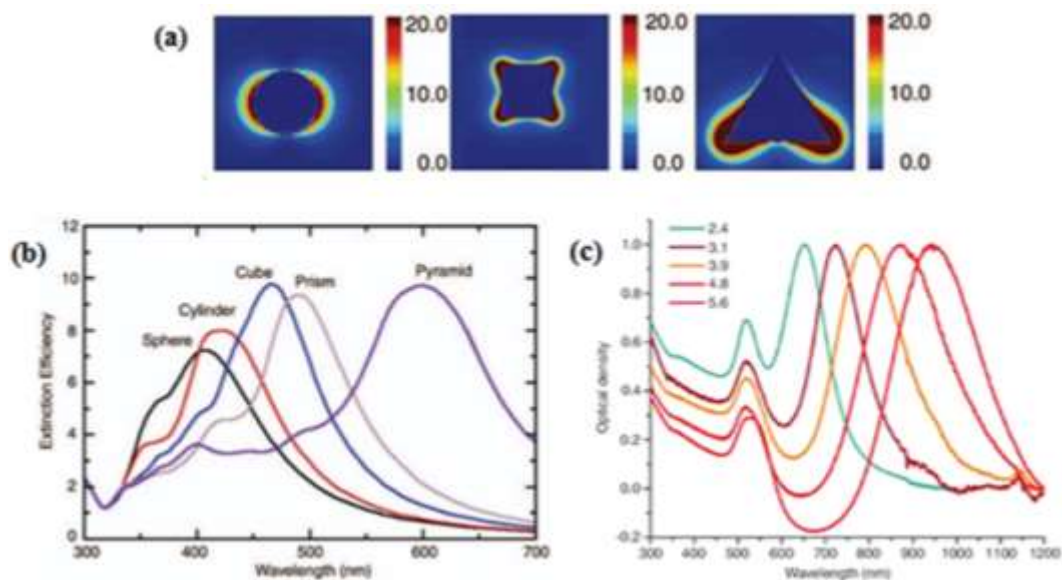 (a)
20.0
10.0
0.0
20.0
10.0
0.0
20.0
10.0
0.0
(b)
12
10
8
6
4
2
0
Extinction Efficiency
Sphere
Cylinder
Cube
Prism
Pyramid
300 400 500 600 700
Wavelength (nm)
(c)
2.4
3.1
3.9
4.8
5.6
1.0
0.8
0.6
0.4
0.2
0.0
-0.2
Optical density
300 400 500 600 700 800 900 1000 1100 1200
Wavelength (nm)